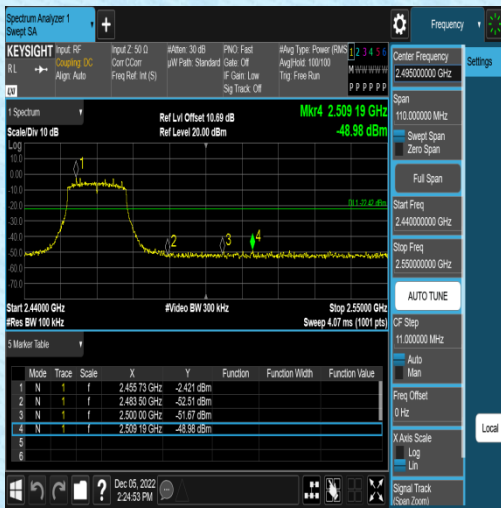 Spectrum Analyzer 1
Swept SA
Frequency
KEYSIGHT
RL
Input: RF
Coupling: DC
Align: Auto
Input Z: 50 Ω
Corr CCorr
Freq Ref: Int (S)
#Atten: 30 dB
µW Path: Standard
PNO: Fast
Gate: Off
IF Gain: Low
Sig Track: Off
#Avg Type: Power (RMS
Avg|Hold: 100/100
Trig: Free Run
1 2 3 4 5 6
M W W W W W
P P P P P P
LXI
1 Spectrum
Scale/Div 10 dB
Ref Lvl Offset 10.69 dB
Ref Level 20.00 dBm
Mkr4 2.509 19 GHz
-48.98 dBm
Log
10.0
0.00
-10.0
-20.0
-30.0
-40.0
-50.0
-60.0
-70.0
1
2
3
4
DL1 -22.42 dBm
Start 2.44000 GHz
#Res BW 100 kHz
#Video BW 300 kHz
Stop 2.55000 GHz
Sweep 4.07 ms (1001 pts)
5 Marker Table
Mode Trace Scale X Y Function Function Width Function Value
1 N 1 f 2.455 73 GHz -2.421 dBm
2 N 1 f 2.483 50 GHz -52.51 dBm
3 N 1 f 2.500 00 GHz -51.67 dBm
4 N 1 f 2.509 19 GHz -48.98 dBm
5
6
Dec 05, 2022
2:24:53 PM
Center Frequency
2.495000000 GHz
Settings
Span
110.000000 MHz
Swept Span
Zero Span
Full Span
Start Freq
2.440000000 GHz
Stop Freq
2.550000000 GHz
AUTO TUNE
CF Step
11.000000 MHz
Auto
Man
Freq Offset
0 Hz
Local
X Axis Scale
Log
Lin
Signal Track
(Span Zoom)